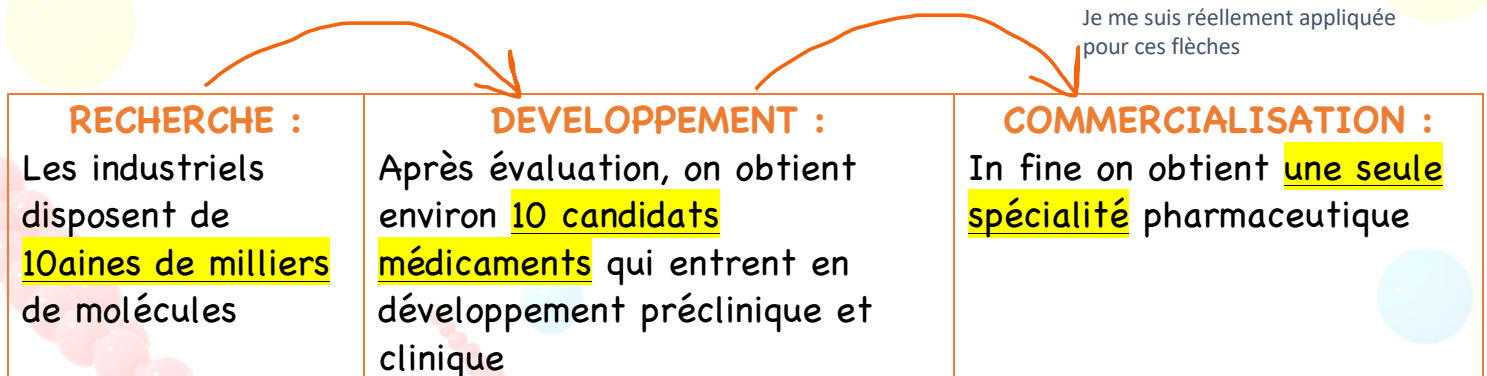 Je me suis réellement appliquée
pour ces flèches
RECHERCHE :
Les industriels
disposent de
10aines de milliers
de molécules
DEVELOPPEMENT :
Après évaluation, on obtient
environ 10 candidats
médicaments qui entrent en
développement préclinique et
clinique
COMMERCIALISATION :
In fine on obtient une seule
spécialité pharmaceutique